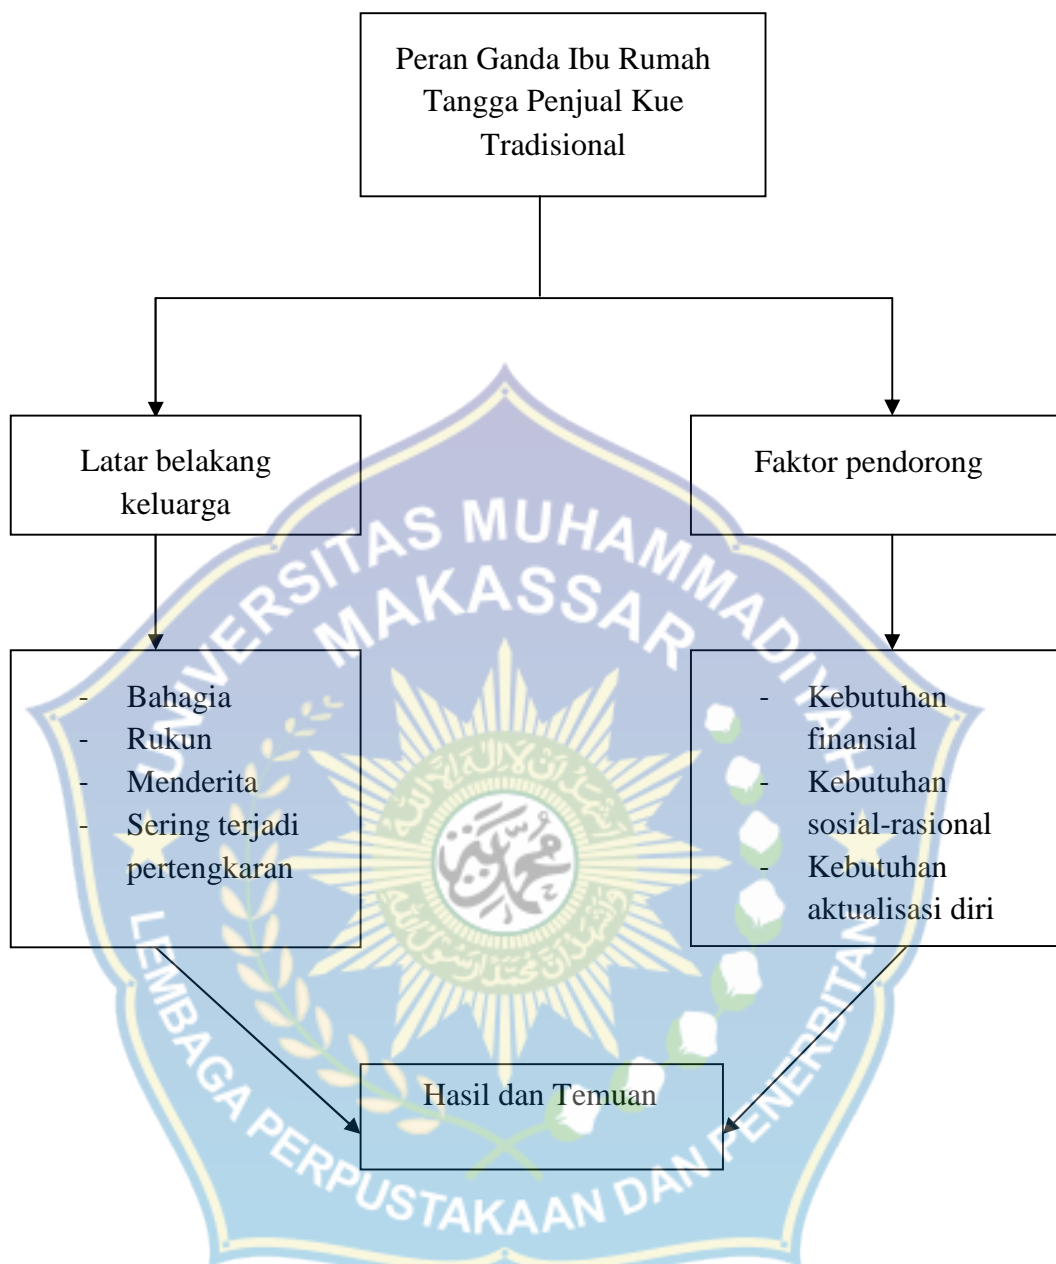 Peran Ganda Ibu Rumah
Tangga Penjual Kue
Tradisional
Latar belakang
keluarga
Faktor pendorong
- Bahagia
- Rukun
- Menderita
- Sering terjadi
pertengkaran
- Kebutuhan
finansial
- Kebutuhan
sosial-rasional
- Kebutuhan
aktualisasi diri
Hasil dan Temuan
UNIVERSITAS MUHAMMADIYAH
MAKASSAR
محمدية
LEMBAGA PERPUSTAKAAN DAN PENERBITAN